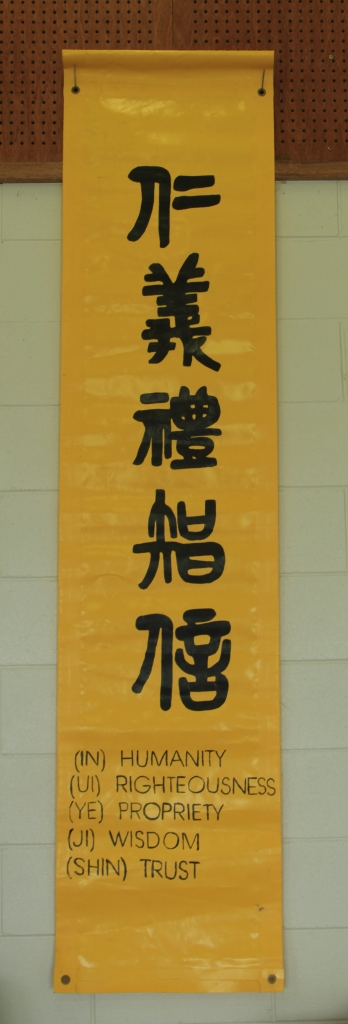 仁義禮智信
(IN) HUMANITY
(UI) RIGHTEOUSNESS
(YE) PROPRIETY
(JI) WISDOM
(SHIN) TRUST